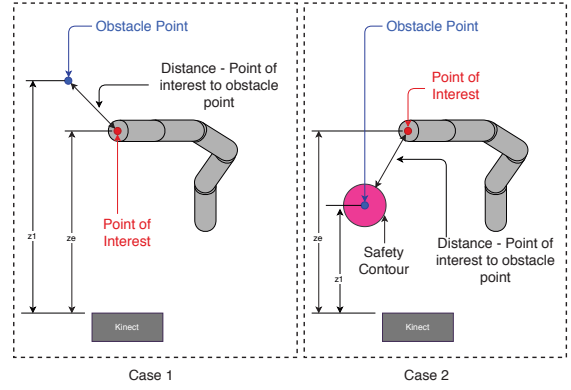 Obstacle Point
Distance - Point of
interest to obstacle
point
Point of
Interest
z1
ze
Kinect
Case 1
Obstacle Point
Point of
Interest
ze
z1
Safety
Contour
Distance - Point of
interest to obstacle
point
Kinect
Case 2